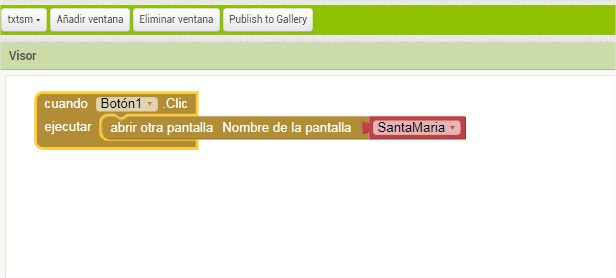 txtsm Añadir ventana Eliminar ventana Publish to Gallery
Visor
cuando Botón1 .Clic
ejecutar abrir otra pantalla Nombre de la pantalla SantaMaria